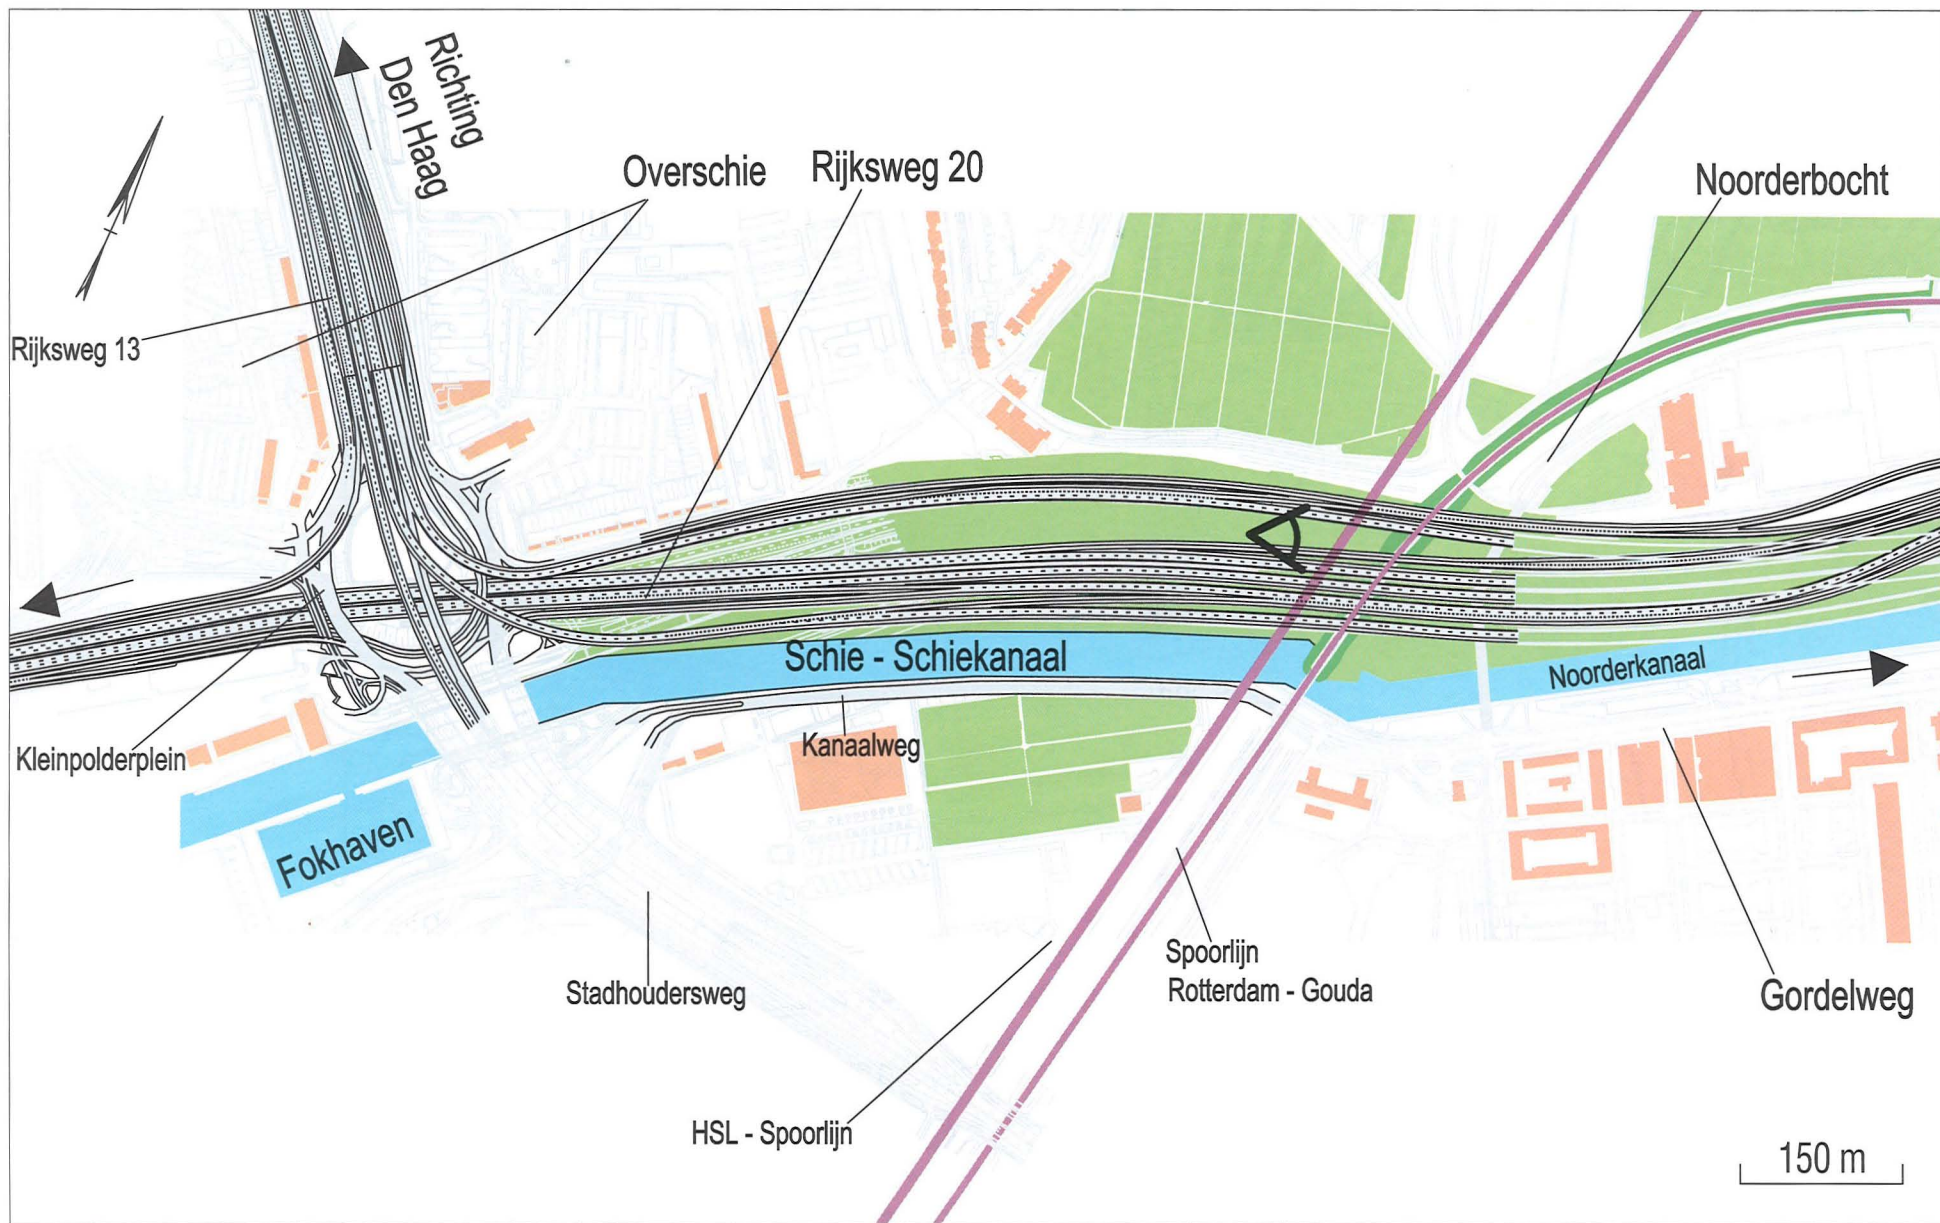 Richting
Den Haag
Overschie
Rijksweg 20
Noorderbocht
Rijksweg 13
Schie - Schiekanaal
Noorderkanaal
Kleinpolderplein
Kanaalweg
Fokhaven
Spoorlijn
Rotterdam - Gouda
Stadhoudersweg
Gordelweg
HSL - Spoorlijn
150 m